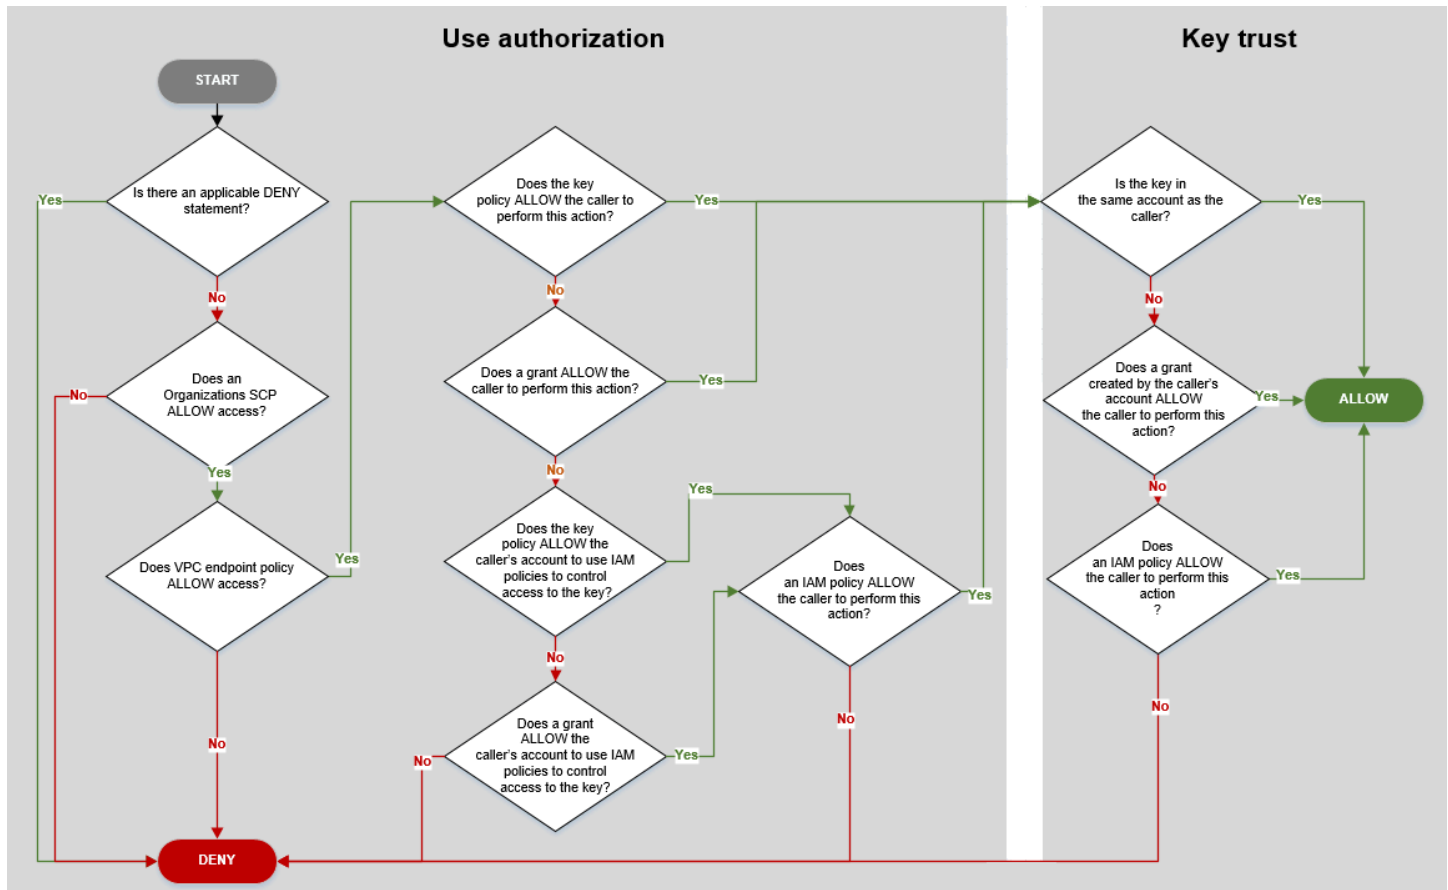 Use authorization
Key trust
START
Is there an applicable DENY
statement?
Yes
No
Does an
Organizations SCP
ALLOW access?
No
Yes
Does VPC endpoint policy
ALLOW access?
Yes
No
DENY
Does the key
policy ALLOW the caller to
perform this action?
Yes
No
Does a grant ALLOW the
caller to perform this action?
Yes
No
Does the key
policy ALLOW the
caller's account to use IAM
policies to control
access to the key?
Yes
No
Does a grant
ALLOW the
caller's account to use IAM
policies to control
access to the key?
No
Yes
Does
an IAM policy ALLOW
the caller to perform this
action?
Yes
No
Is the key in
the same account as the
caller?
Yes
No
Does a grant
created by the caller's
account ALLOW
the caller to perform this
action?
Yes
No
ALLOW
Does
an IAM policy ALLOW
the caller to perform this
action
?
Yes
No